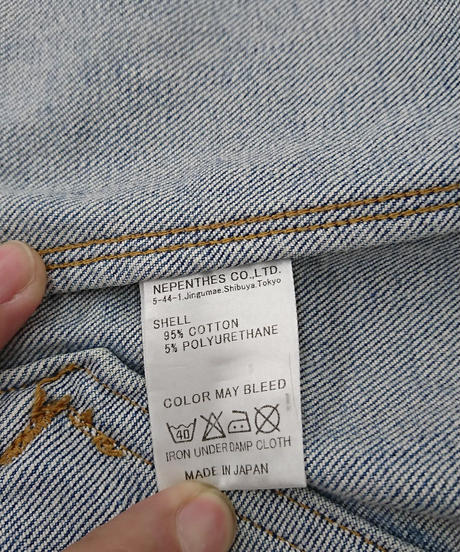 NEPENTHES CO.,LTD.
5-44-1.Jingumae.Shibuya.Tokyo
SHELL
95% COTTON
5% POLYURETHANE
COLOR MAY BLEED
40
IRON UNDER DAMP CLOTH
MADE IN JAPAN